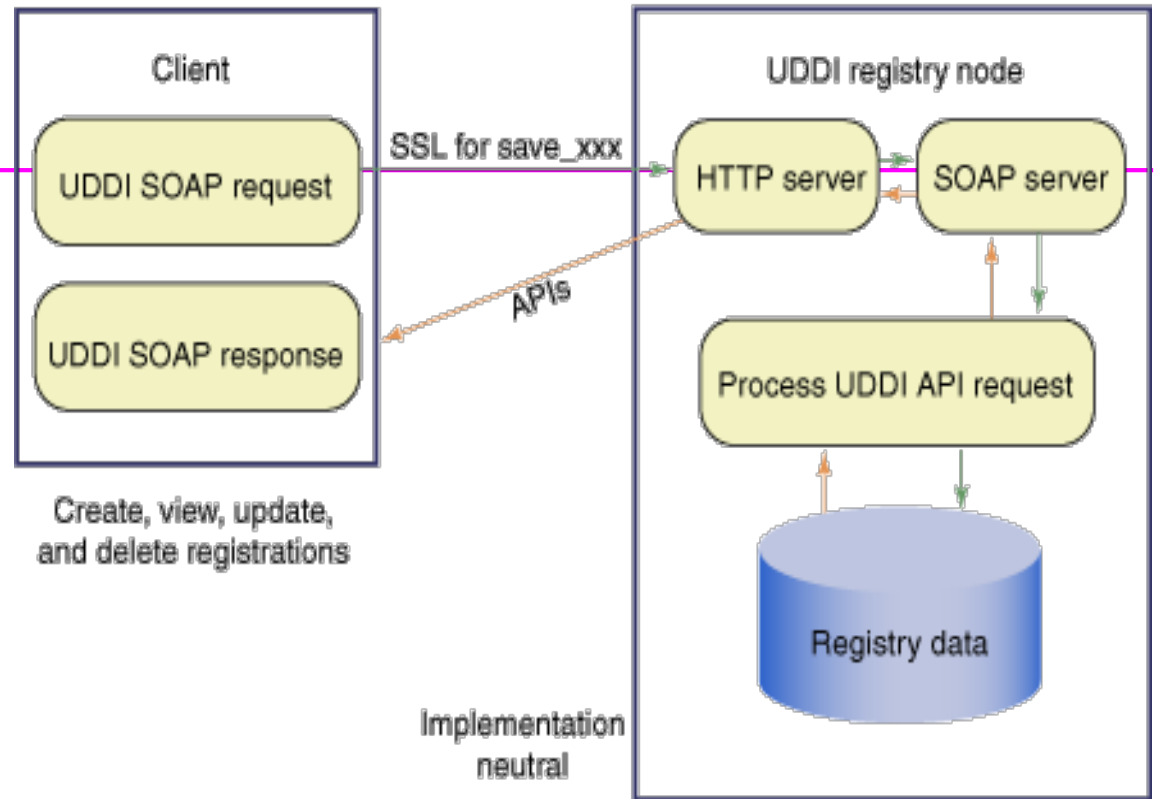 Client
UDDI SOAP request
UDDI SOAP response
Create, view, update,
and delete registrations
SSL for save_xxx
APIs
UDDI registry node
HTTP server
SOAP server
Process UDDI API request
Registry data
Implementation
neutral